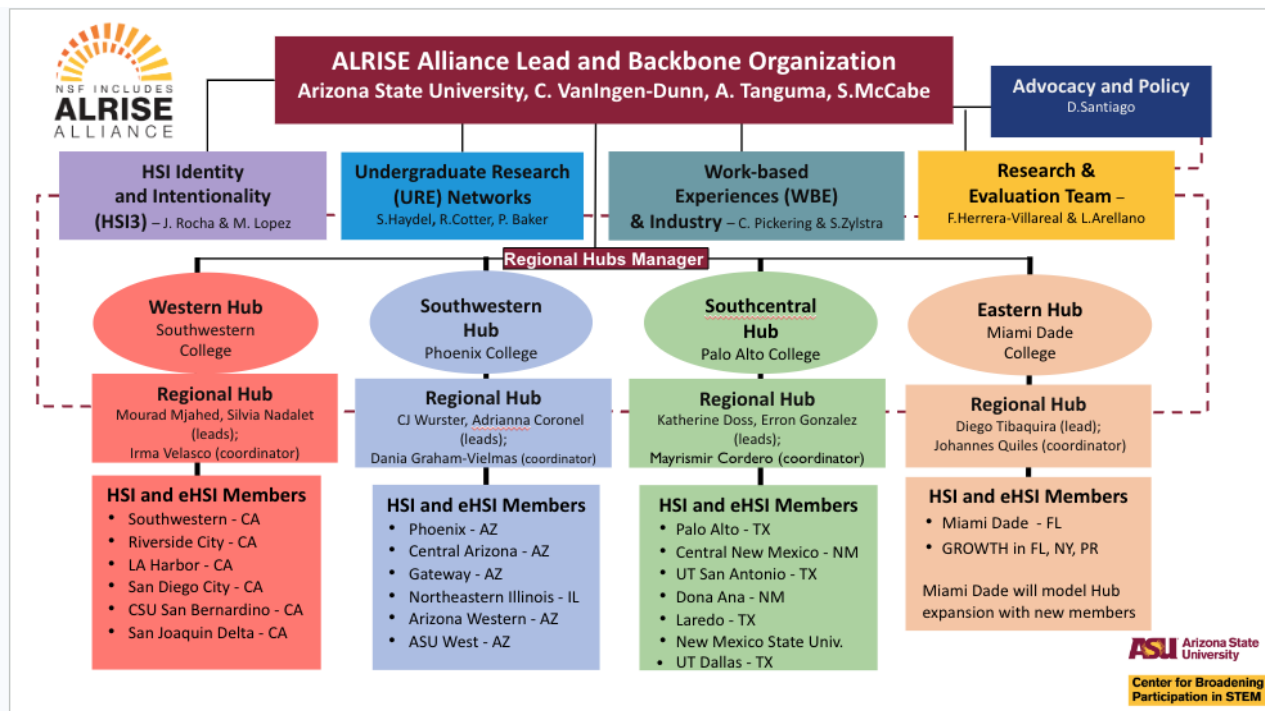 NSF INCLUDES
ALRISE
ALLIANCE
ALRISE Alliance Lead and Backbone Organization
Arizona State University, C. VanIngen-Dunn, A. Tanguma, S.McCabe
Advocacy and Policy
D.Santiago
HSI Identity
and Intentionality
(HSI3) – J. Rocha & M. Lopez
Undergraduate Research
(URE) Networks
S.Haydel, R.Cotter, P. Baker
Work-based
Experiences (WBE)
& Industry – C. Pickering & S.Zylstra
Research &
Evaluation Team –
F.Herrera-Villareal & L.Arellano
Regional Hubs Manager
Western Hub
Southwestern
College
Regional Hub
Mourad Mjahed, Silvia Nadalet
(leads);
Irma Velasco (coordinator)
HSI and eHSI Members
• Southwestern - CA
• Riverside City - CA
• LA Harbor - CA
• San Diego City - CA
• CSU San Bernardino - CA
• San Joaquin Delta - CA
Southwestern
Hub
Phoenix College
Regional Hub
CJ Wurster, Adrianna Coronel
(leads);
Dania Graham-Vielmas (coordinator)
HSI and eHSI Members
• Phoenix - AZ
• Central Arizona - AZ
• Gateway - AZ
• Northeastern Illinois - IL
• Arizona Western - AZ
• ASU West - AZ
Southcentral
Hub
Palo Alto College
Regional Hub
Katherine Doss, Erron Gonzalez
(leads);
Mayrismir Cordero (coordinator)
HSI and eHSI Members
• Palo Alto - TX
• Central New Mexico - NM
• UT San Antonio - TX
• Dona Ana - NM
• Laredo - TX
• New Mexico State Univ.
• UT Dallas - TX
Eastern Hub
Miami Dade
College
Regional Hub
Diego Tibaquira (lead);
Johannes Quiles (coordinator)
HSI and eHSI Members
• Miami Dade - FL
• GROWTH in FL, NY, PR
Miami Dade will model Hub
expansion with new members
ASU Arizona State
University
Center for Broadening
Participation in STEM